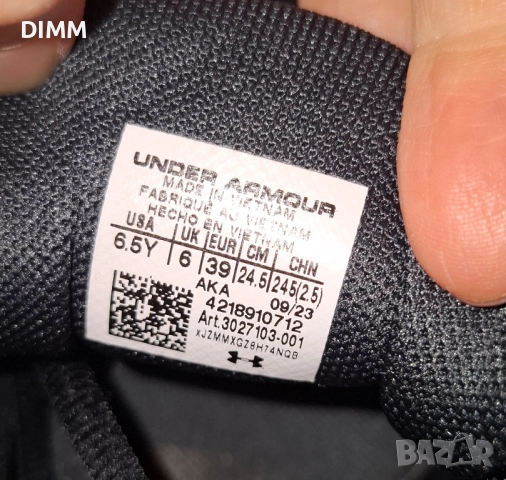 DIMM
UNDER ARMOUR
MADE IN VIETNAM
FABRIQUÉ AU VIETNAM
HECHO EN VIETNAM
USA UK EUR CM CHN
6.5Y 6 39 24.5 245(2.5)
AKA 09/23
4218910712
Art.3027103-001
XJZMMXGZ8H74NQB
BAZAR